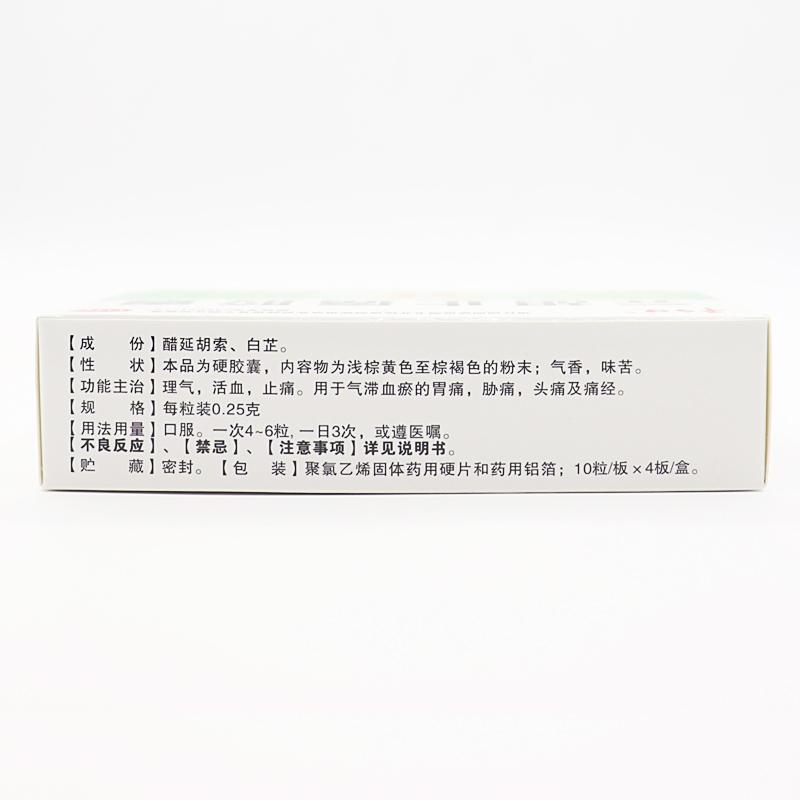 【成份】醋延胡索、白芷。
【性状】本品为硬胶囊，内容物为浅棕黄色至棕褐色的粉末；气香，味苦。
【功能主治】理气，活血，止痛。用于气滞血瘀的胃痛，胁痛，头痛及痛经。
【规格】每粒装0.25克
【用法用量】口服。一次4~6粒，一日3次，或遵医嘱。
【不良反应】、【禁忌】、【注意事项】详见说明书。
【贮藏】密封。【包装】聚氯乙烯固体药用硬片和药用铝箔；10粒/板×4板/盒。